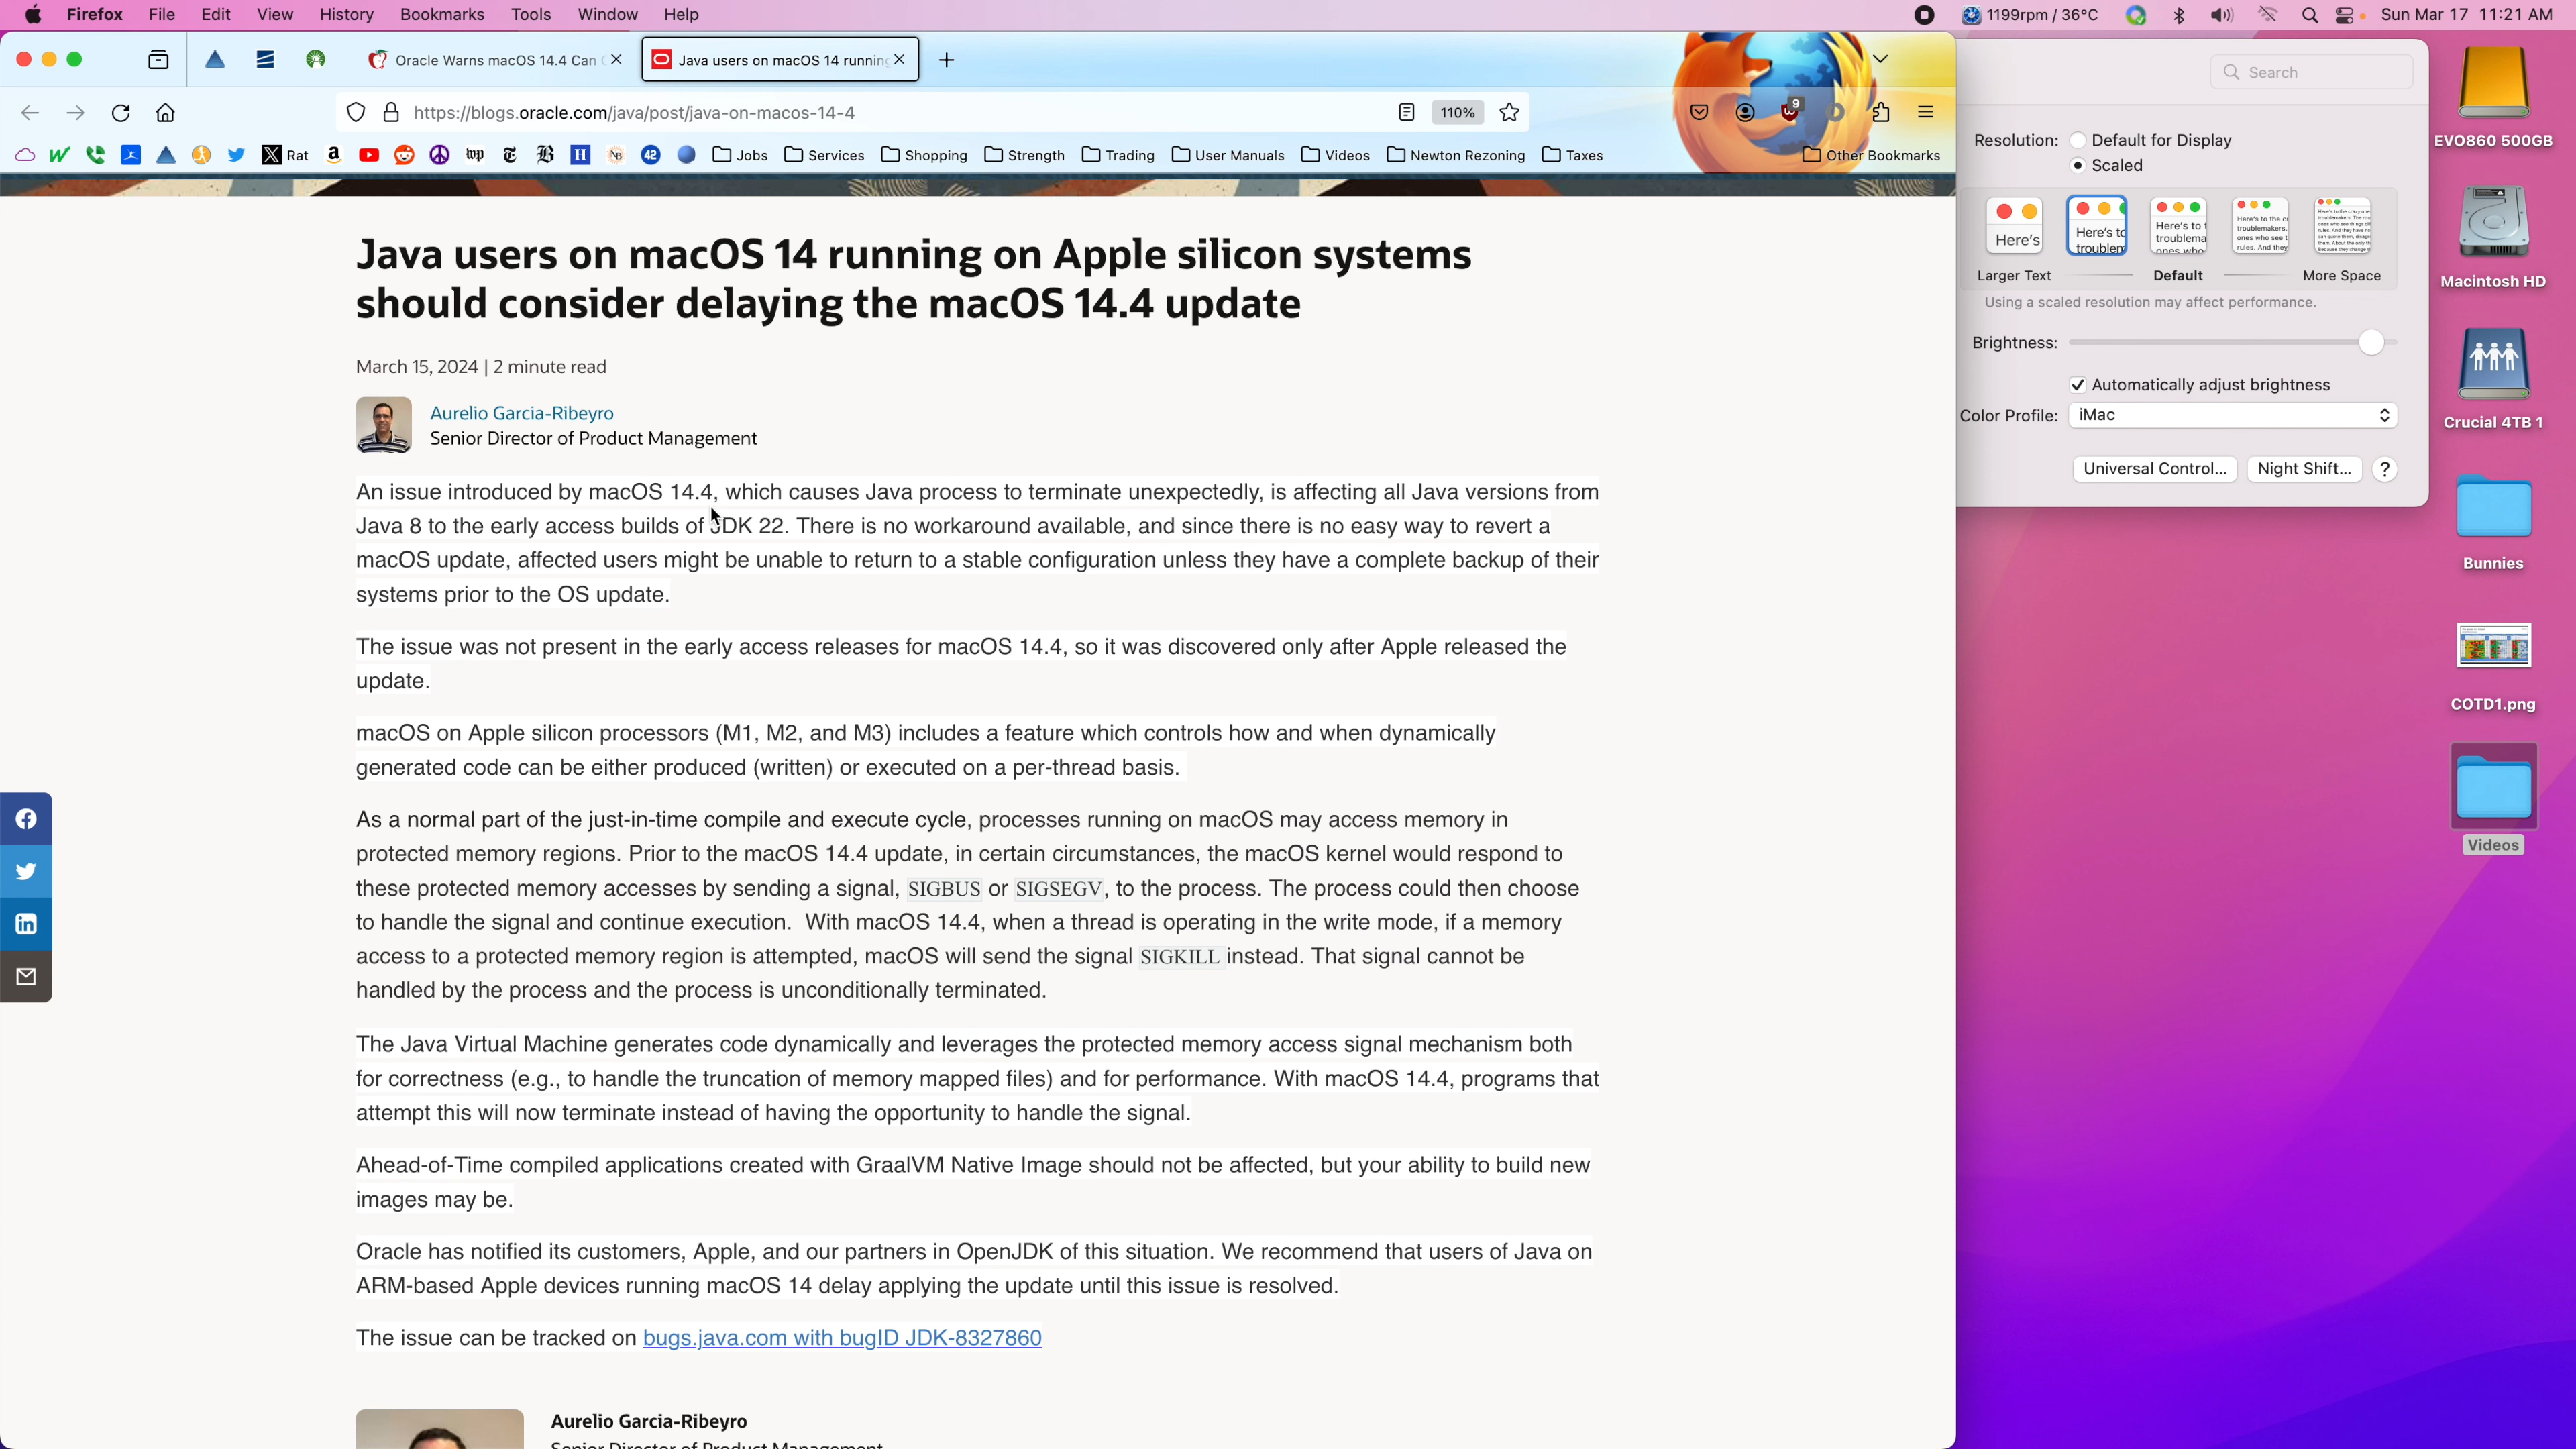 Firefox File Edit View History Bookmarks Tools Window Help
1199rpm / 36°C
Sun Mar 17 11:21 AM
Oracle Warns macOS 14.4 Can
Java users on macOS 14 runnin
https://blogs.oracle.com/java/post/java-on-macos-14-4
110%
9
Rat
Jobs
Services
Shopping
Strength
Trading
User Manuals
Videos
Newton Rezoning
Taxes
Other Bookmarks
Java users on macOS 14 running on Apple silicon systems
should consider delaying the macOS 14.4 update
March 15, 2024 | 2 minute read
Aurelio Garcia-Ribeyro
Senior Director of Product Management
An issue introduced by macOS 14.4, which causes Java process to terminate unexpectedly, is affecting all Java versions from
Java 8 to the early access builds of JDK 22. There is no workaround available, and since there is no easy way to revert a
macOS update, affected users might be unable to return to a stable configuration unless they have a complete backup of their
systems prior to the OS update.
The issue was not present in the early access releases for macOS 14.4, so it was discovered only after Apple released the
update.
macOS on Apple silicon processors (M1, M2, and M3) includes a feature which controls how and when dynamically
generated code can be either produced (written) or executed on a per-thread basis.
As a normal part of the just-in-time compile and execute cycle, processes running on macOS may access memory in
protected memory regions. Prior to the macOS 14.4 update, in certain circumstances, the macOS kernel would respond to
these protected memory accesses by sending a signal, SIGBUS or SIGSEGV, to the process. The process could then choose
to handle the signal and continue execution. With macOS 14.4, when a thread is operating in the write mode, if a memory
access to a protected memory region is attempted, macOS will send the signal SIGKILL instead. That signal cannot be
handled by the process and the process is unconditionally terminated.
The Java Virtual Machine generates code dynamically and leverages the protected memory access signal mechanism both
for correctness (e.g., to handle the truncation of memory mapped files) and for performance. With macOS 14.4, programs that
attempt this will now terminate instead of having the opportunity to handle the signal.
Ahead-of-Time compiled applications created with GraalVM Native Image should not be affected, but your ability to build new
images may be.
Oracle has notified its customers, Apple, and our partners in OpenJDK of this situation. We recommend that users of Java on
ARM-based Apple devices running macOS 14 delay applying the update until this issue is resolved.
The issue can be tracked on bugs.java.com with bugID JDK-8327860
Aurelio Garcia-Ribeyro
Senior Director of Product Management
Search
Resolution:
Default for Display
Scaled
Here's
Here's to
troublem
Here's to
troublema
ones who
Larger Text
Default
More Space
Using a scaled resolution may affect performance.
Brightness:
Automatically adjust brightness
Color Profile: iMac
Universal Control...
Night Shift...
?
EVO860 500GB
Macintosh HD
Crucial 4TB 1
Bunnies
COTD1.png
Videos